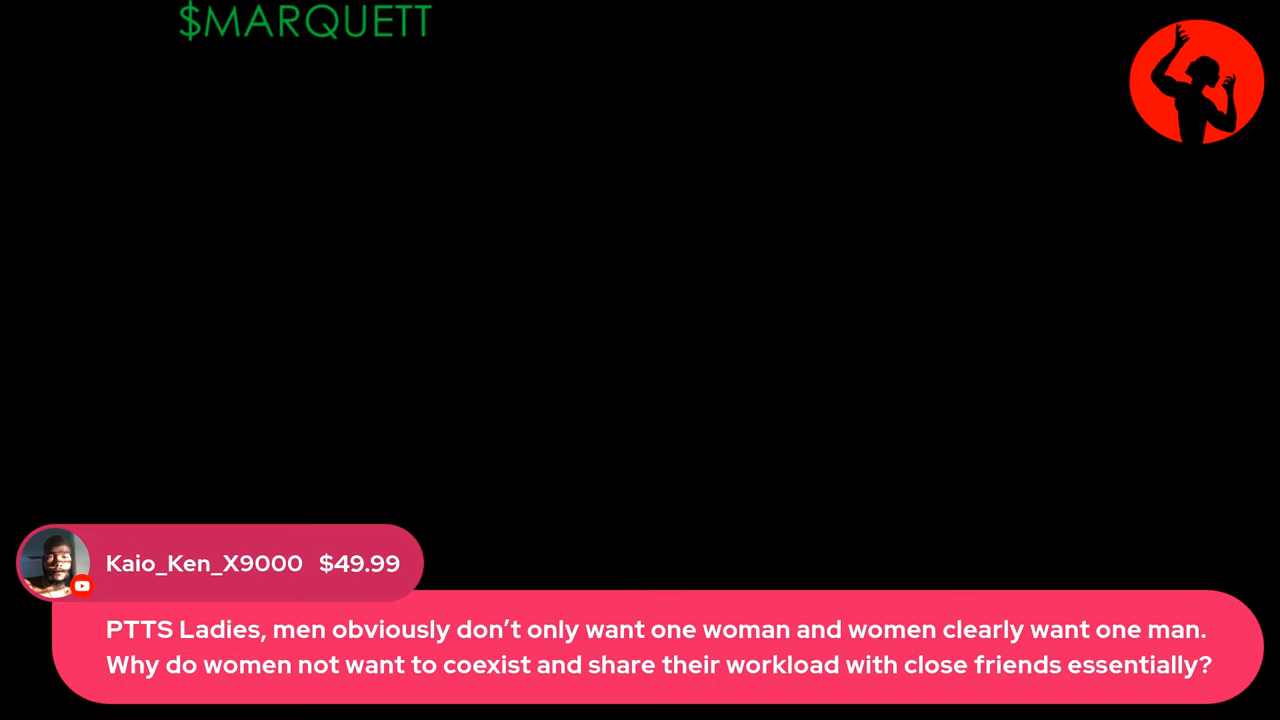 $MARQUETT
Kaio_Ken_X9000 $49.99
PTTS Ladies, men obviously don’t only want one woman and women clearly want one man.
Why do women not want to coexist and share their workload with close friends essentially?